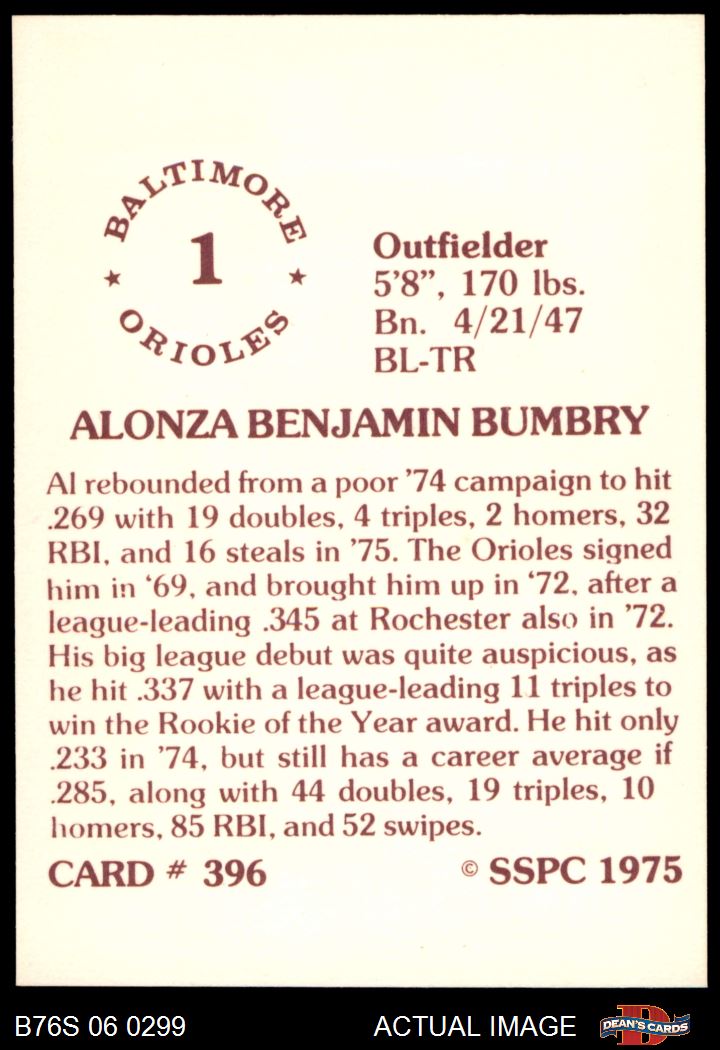 BALTIMORE
1
ORIOLES
Outfielder
5'8", 170 lbs.
Bn. 4/21/47
BL-TR
ALONZA BENJAMIN BUMBRY
Al rebounded from a poor '74 campaign to hit
.269 with 19 doubles, 4 triples, 2 homers, 32
RBI, and 16 steals in '75. The Orioles signed
him in '69, and brought him up in '72, after a
league-leading .345 at Rochester also in '72.
His big league debut was quite auspicious, as
he hit .337 with a league-leading 11 triples to
win the Rookie of the Year award. He hit only
.233 in '74, but still has a career average if
.285, along with 44 doubles, 19 triples, 10
homers, 85 RBI, and 52 swipes.
CARD # 396 © SSPC 1975
B76S 06 0299 ACTUAL IMAGE D DEAN'S CARDS